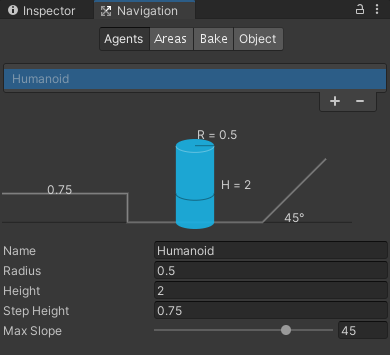 Inspector Navigation
Agents Areas Bake Object
Humanoid
R = 0.5
0.75
H = 2
45°
Name Humanoid
Radius 0.5
Height 2
Step Height 0.75
Max Slope 45